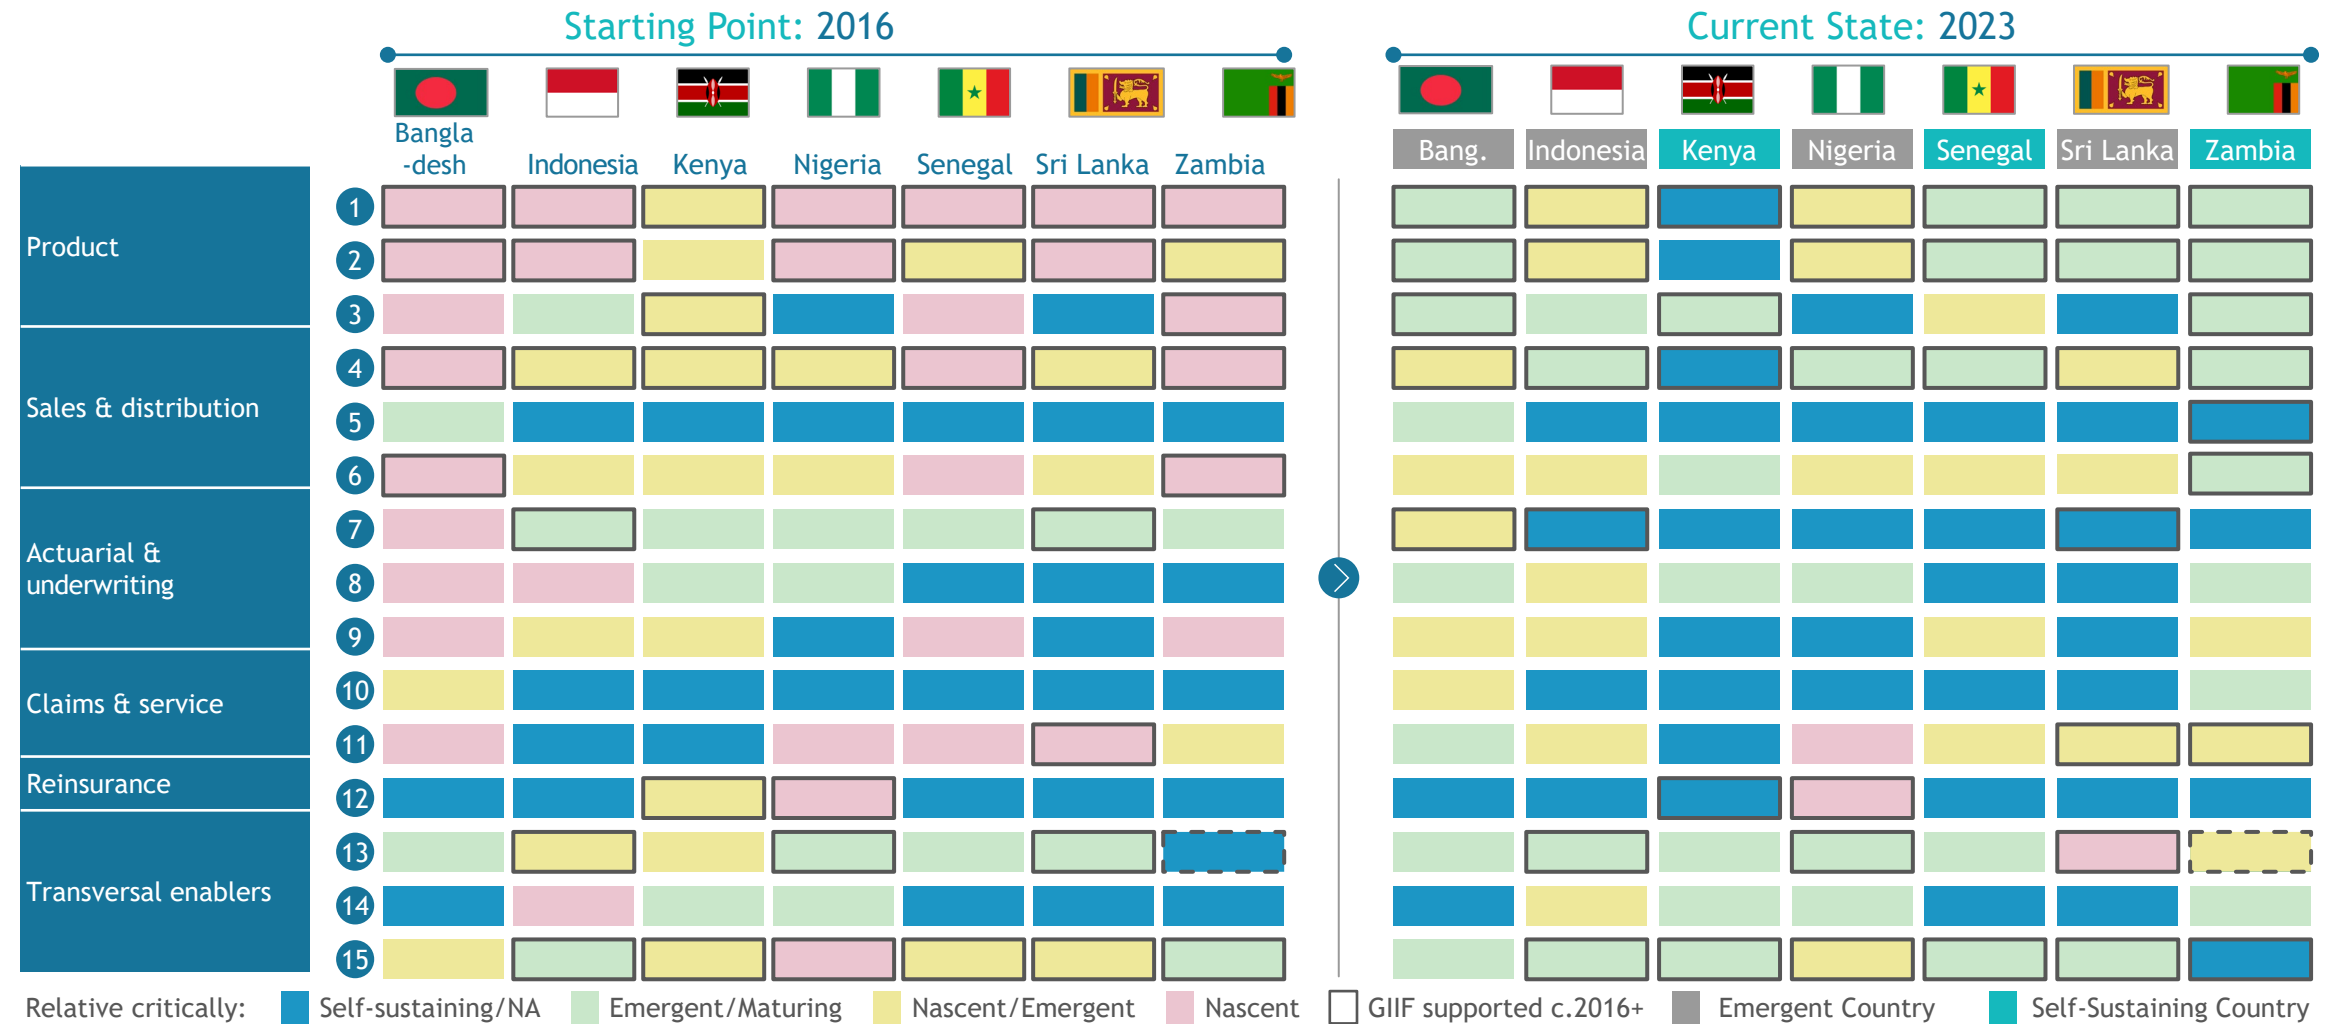 Starting Point: 2016
Current State: 2023
Bangla
-desh
Indonesia
Kenya
Nigeria
Senegal
Sri Lanka
Zambia
Bang.
Indonesia
Kenya
Nigeria
Senegal
Sri Lanka
Zambia
Product
1
2
3
Sales & distribution
4
5
6
Actuarial &
underwriting
7
8
9
Claims & service
10
11
Reinsurance
12
Transversal enablers
13
14
15
Relative critically:
Self-sustaining/NA
Emergent/Maturing
Nascent/Emergent
Nascent
GIIF supported c.2016+
Emergent Country
Self-Sustaining Country